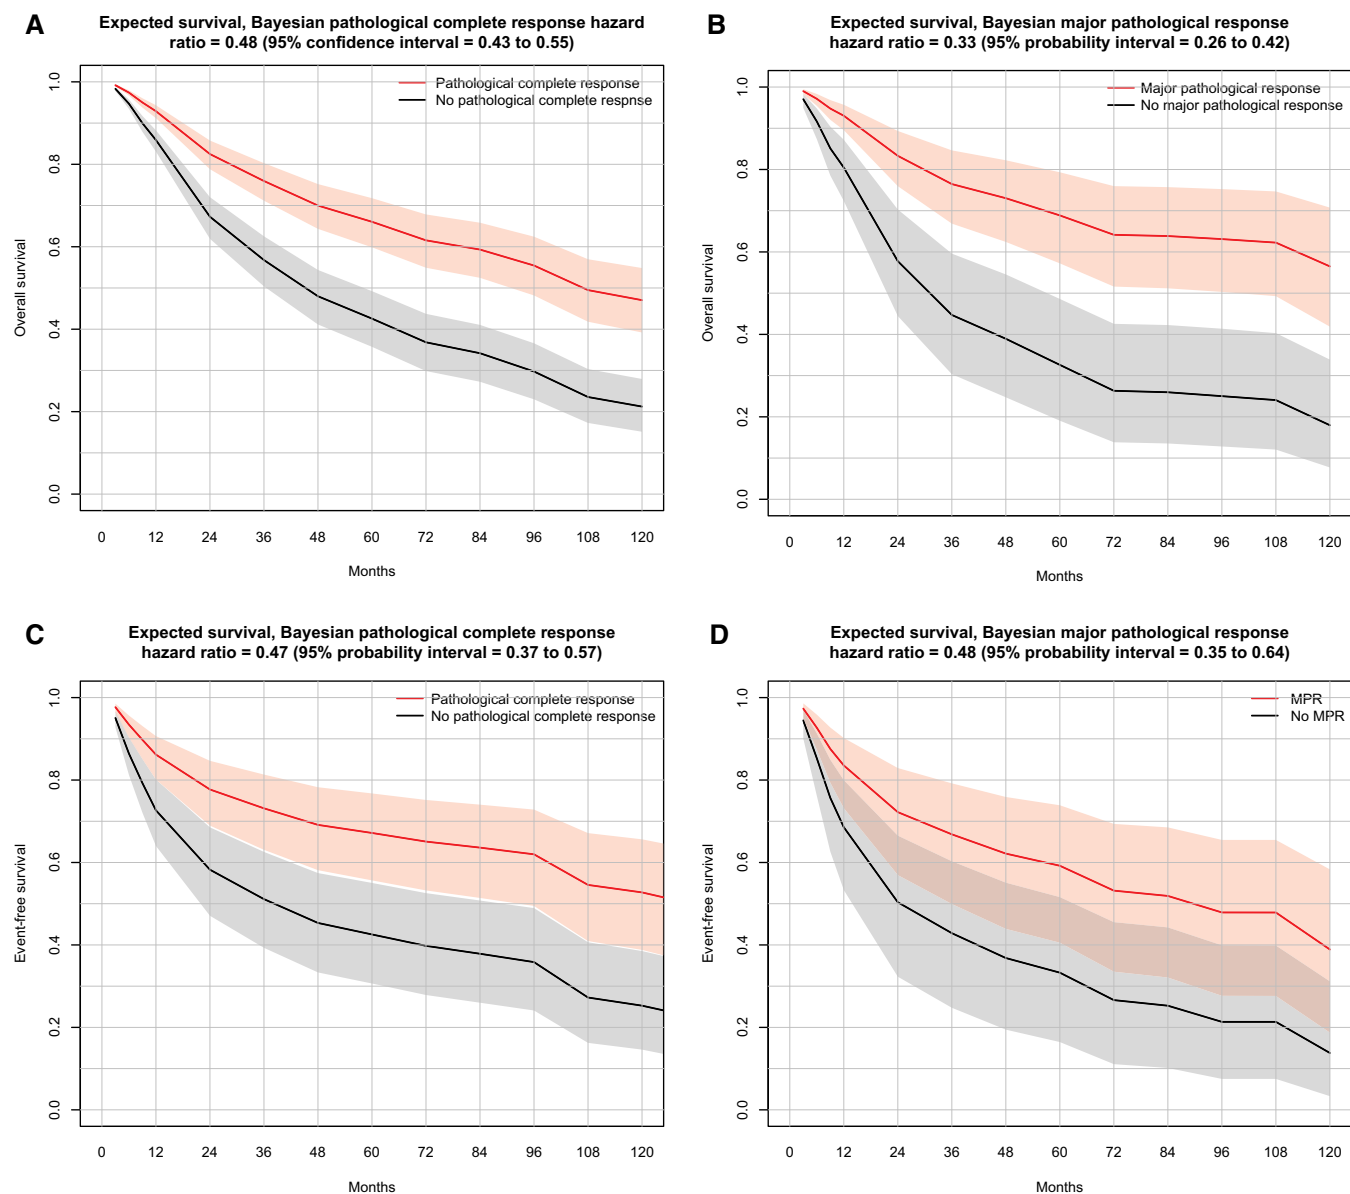 A
Expected survival, Bayesian pathological complete response hazard
ratio = 0.48 (95% confidence interval = 0.43 to 0.55)
Pathological complete response
No pathological complete respnse
Overall survival
1.0
0.8
0.6
0.4
0.2
0.0
0 12 24 36 48 60 72 84 96 108 120
Months
B
Expected survival, Bayesian major pathological response
hazard ratio = 0.33 (95% probability interval = 0.26 to 0.42)
Major pathological response
No major pathological response
Overall survival
1.0
0.8
0.6
0.4
0.2
0.0
0 12 24 36 48 60 72 84 96 108 120
Months
C
Expected survival, Bayesian pathological complete response
hazard ratio = 0.47 (95% probability interval = 0.37 to 0.57)
Pathological complete response
No pathological complete response
Event-free survival
1.0
0.8
0.6
0.4
0.2
0.0
0 12 24 36 48 60 72 84 96 108 120
Months
D
Expected survival, Bayesian major pathological response
hazard ratio = 0.48 (95% probability interval = 0.35 to 0.64)
MPR
No MPR
Event-free survival
1.0
0.8
0.6
0.4
0.2
0.0
0 12 24 36 48 60 72 84 96 108 120
Months